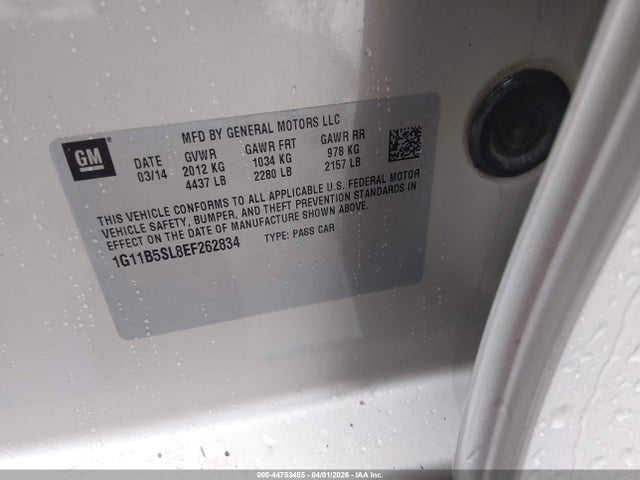 MFD BY GENERAL MOTORS LLC
GM
DATE GVWR GAWR FRT GAWR RR
03/14 2012 KG 1034 KG 978 KG
4437 LB 2280 LB 2157 LB
THIS VEHICLE CONFORMS TO ALL APPLICABLE U.S. FEDERAL MOTOR
VEHICLE SAFETY, BUMPER, AND THEFT PREVENTION STANDARDS IN
EFFECT ON THE DATE OF MANUFACTURE SHOWN ABOVE.
1G11B5SL8EF262834 TYPE: PASS CAR
000-44753465 - 04/01/2026 - IAAI.COM